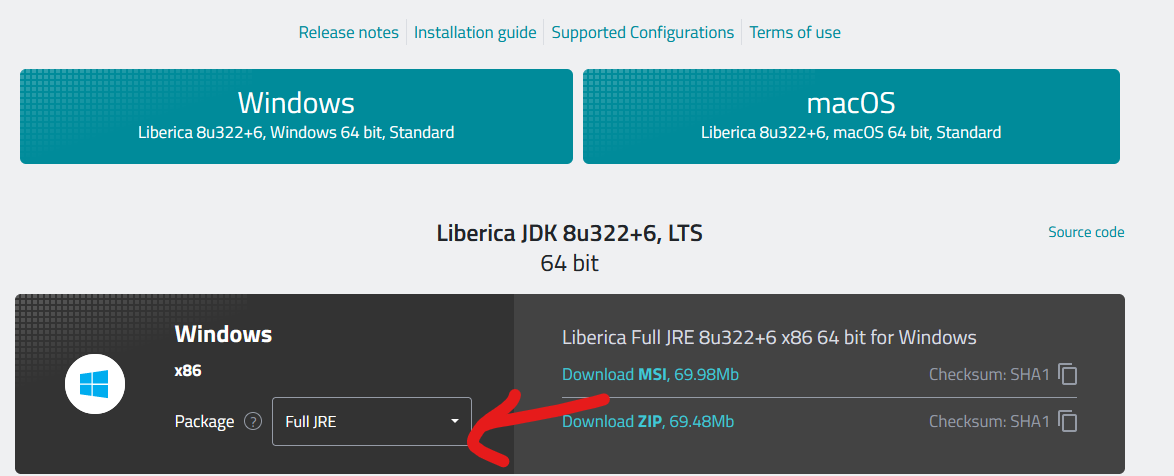 Release notes Installation guide Supported Configurations Terms of use
Windows
Liberica 8u322+6, Windows 64 bit, Standard
macOS
Liberica 8u322+6, macOS 64 bit, Standard
Liberica JDK 8u322+6, LTS
64 bit
Source code
Windows
x86
Package ? Full JRE
Liberica Full JRE 8u322+6 x86 64 bit for Windows
Download MSI, 69.98Mb Checksum: SHA1
Download ZIP, 69.48Mb Checksum: SHA1